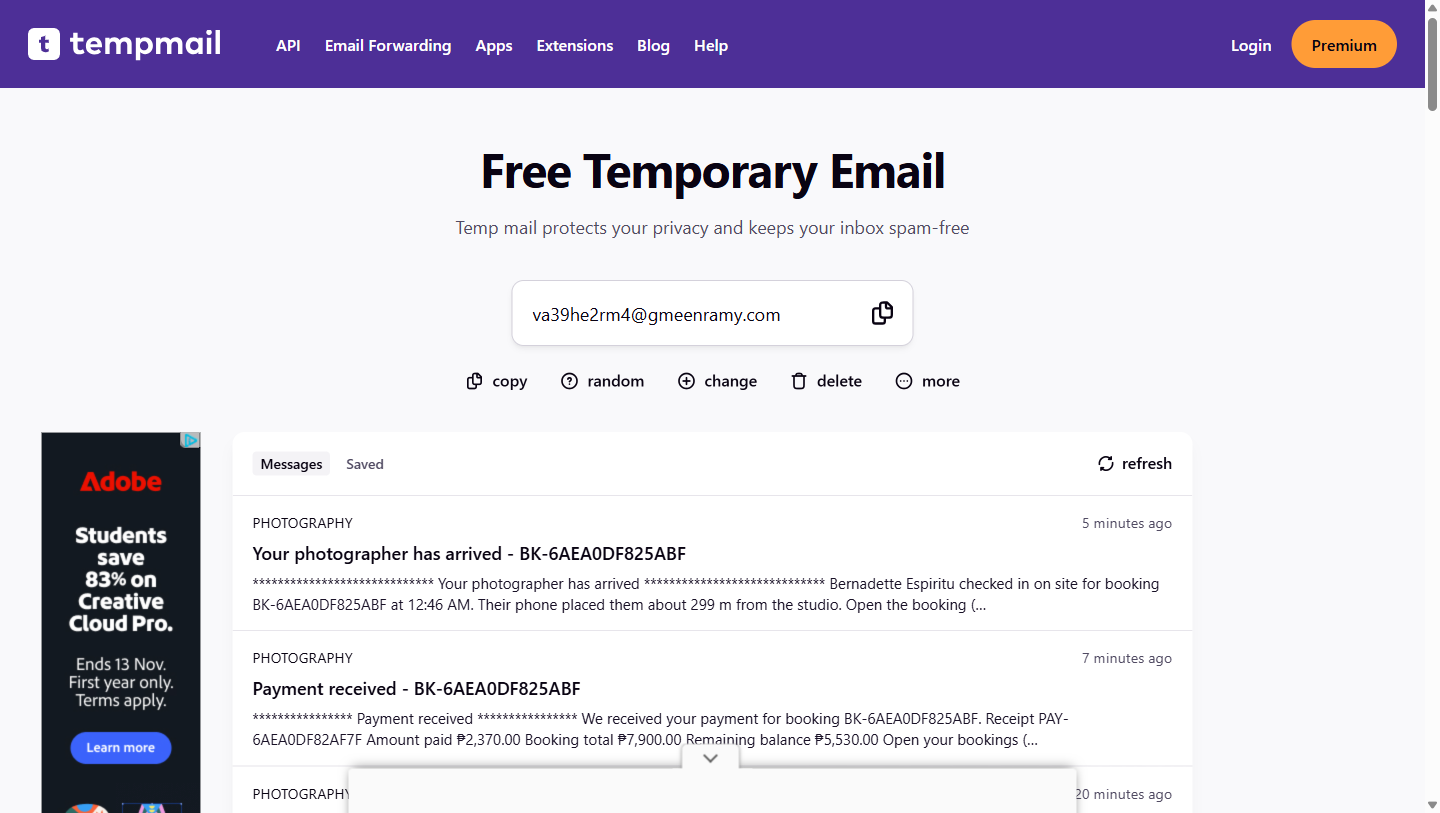 t tempmail
API Email Forwarding Apps Extensions Blog Help
Login Premium
Free Temporary Email
Temp mail protects your privacy and keeps your inbox spam-free
va39he2rm4@gmeenramy.com
copy random change delete more
Adobe
Students
save
83% on
Creative
Cloud Pro.
Ends 13 Nov.
First year only.
Terms apply.
Learn more
Messages Saved refresh
PHOTOGRAPHY 5 minutes ago
Your photographer has arrived - BK-6AEA0DF825ABF
***************************** Your photographer has arrived ***************************** Bernadette Espiritu checked in on site for booking
BK-6AEA0DF825ABF at 12:46 AM. Their phone placed them about 299 m from the studio. Open the booking (...
PHOTOGRAPHY 7 minutes ago
Payment received - BK-6AEA0DF825ABF
**************** Payment received **************** We received your payment for booking BK-6AEA0DF825ABF. Receipt PAY-
6AEA0DF82AF7F Amount paid ₱2,370.00 Booking total ₱7,900.00 Remaining balance ₱5,530.00 Open your bookings (...
PHOTOGRAPHY 20 minutes ago